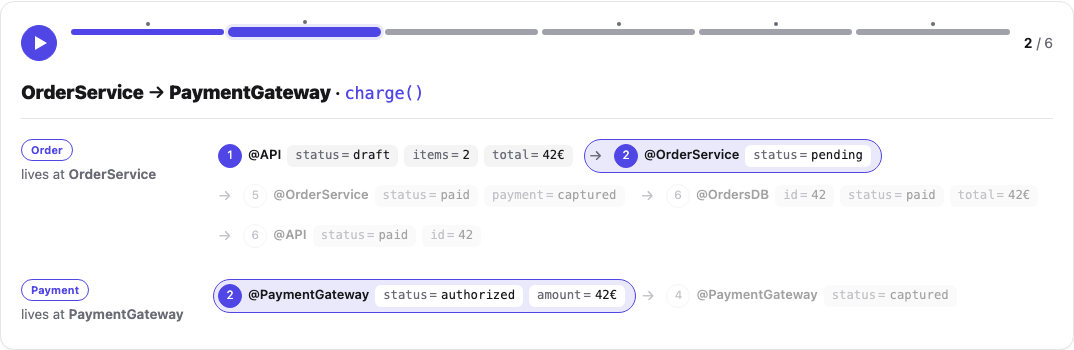 2 / 6
OrderService → PaymentGateway · charge()
Order
lives at OrderService
1 @API status=draft items=2 total=42€ → 2 @OrderService status=pending
→ 5 @OrderService status=paid payment=captured → 6 @OrdersDB id=42 status=paid total=42€
→ 6 @API status=paid id=42
Payment
lives at PaymentGateway
2 @PaymentGateway status=authorized amount=42€ → 4 @PaymentGateway status=captured